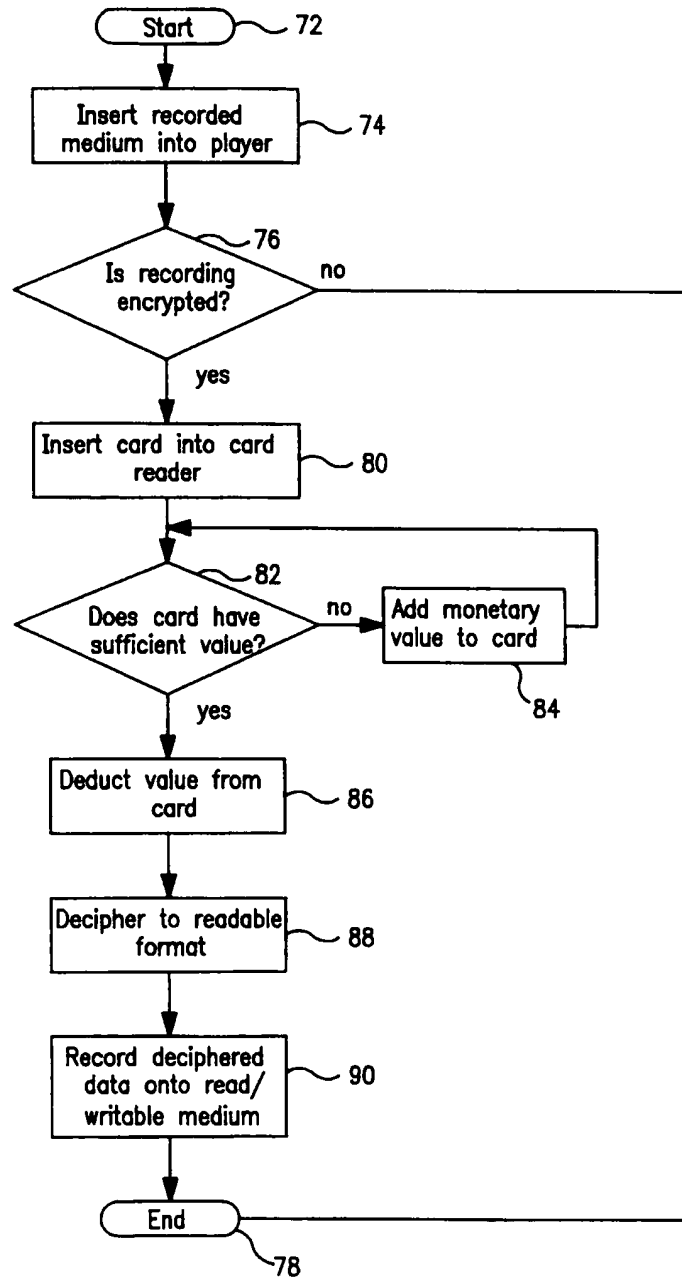 Start
72
Insert recorded
medium into player
74
76
Is recording
encrypted?
no
yes
Insert card into card
reader
80
82
Does card have
sufficient value?
no
Add monetary
value to card
84
yes
Deduct value from
card
86
Decipher to readable
format
88
Record deciphered
data onto read/
writable medium
90
End
78